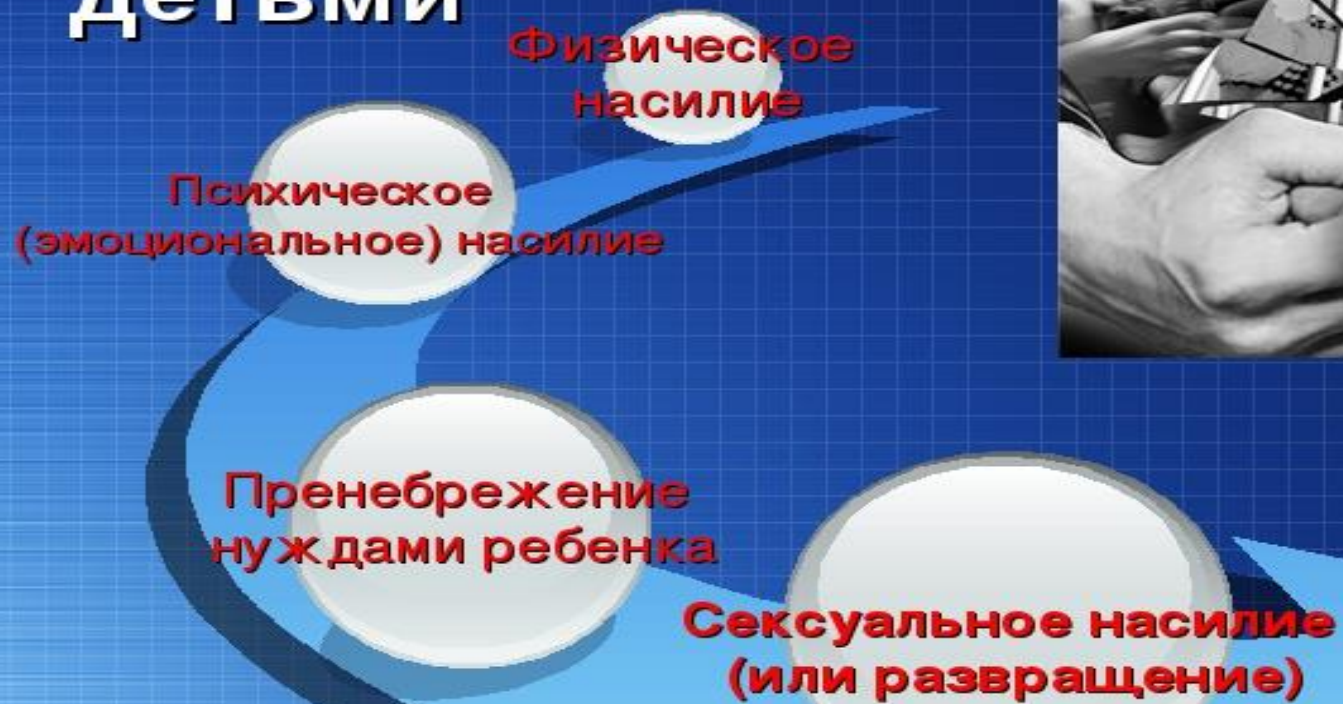 детьми
Физическое
насилие
Психическое
(эмоциональное) насилие
Пренебрежение
нуждами ребенка
Сексуальное насилие
(или развращение)